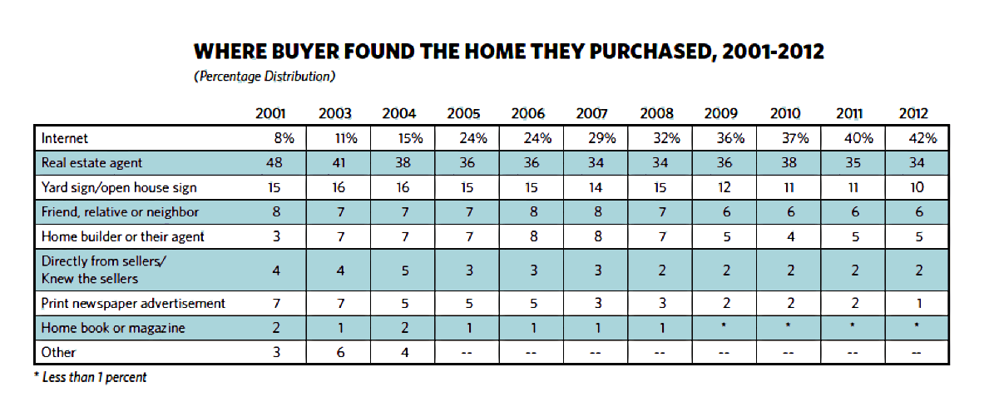 WHERE BUYER FOUND THE HOME THEY PURCHASED, 2001-2012
(Percentage Distribution)
2001 2003 2004 2005 2006 2007 2008 2009 2010 2011 2012
Internet 8% 11% 15% 24% 24% 29% 32% 36% 37% 40% 42%
Real estate agent 48 41 38 36 36 34 34 36 38 35 34
Yard sign/open house sign 15 16 16 15 15 14 15 12 11 11 10
Friend, relative or neighbor 8 7 7 7 8 8 7 6 6 6 6
Home builder or their agent 3 7 7 7 8 8 7 5 4 5 5
Directly from sellers/
Knew the sellers 4 4 5 3 3 3 2 2 2 2 2
Print newspaper advertisement 7 7 5 5 5 3 3 2 2 2 1
Home book or magazine 2 1 2 1 1 1 1 * * * *
Other 3 6 4 -- -- -- -- -- -- -- --
* Less than 1 percent